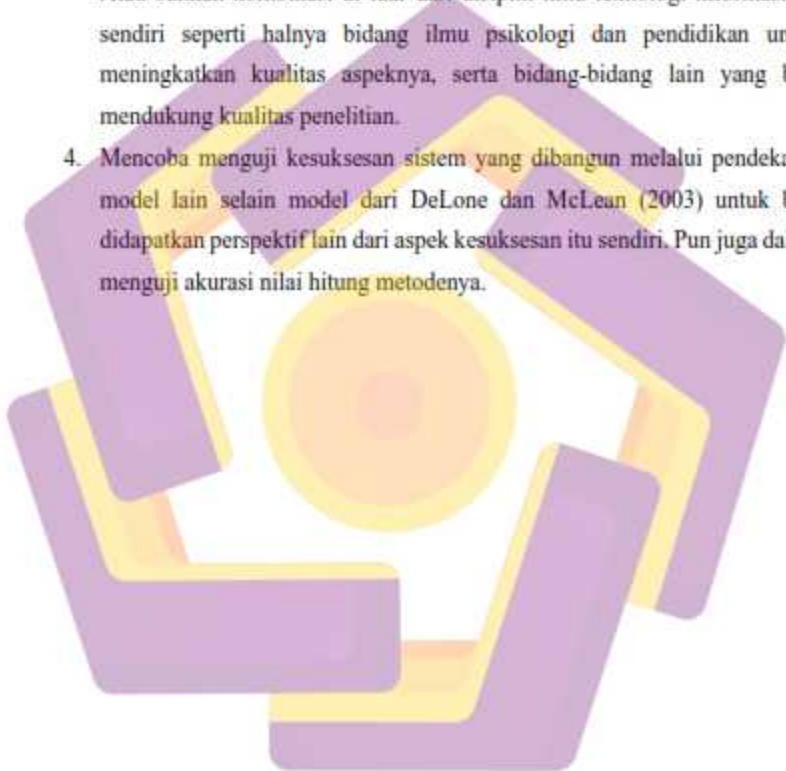 sendiri seperti halnya bidang ilmu psikologi dan pendidikan
meningkatkan kualitas aspeknya, serta bidang-bidang lain yang
mendukung kualitas penelitian.
4. Mencoba menguji kesuksesan sistem yang dibangun melalui
model lain selain model dari DeLone dan McLean (2003) untuk
didapatkan perspektif lain dari aspek kesuksesan itu sendiri. Pun juga
menguji akurasi nilai hitung metodenya.